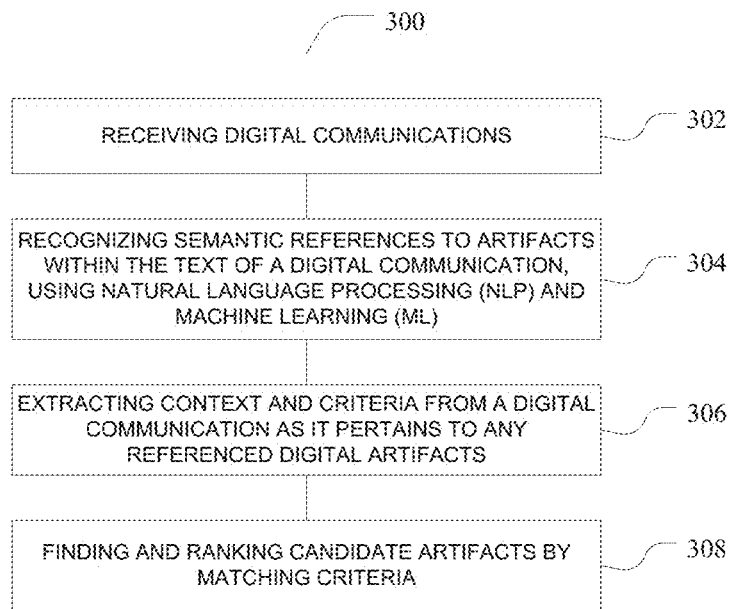 300
RECEIVING DIGITAL COMMUNICATIONS
302
RECOGNIZING SEMANTIC REFERENCES TO ARTIFACTS
WITHIN THE TEXT OF A DIGITAL COMMUNICATION,
USING NATURAL LANGUAGE PROCESSING (NLP) AND
MACHINE LEARNING (ML)
304
EXTRACTING CONTEXT AND CRITERIA FROM A DIGITAL
COMMUNICATION AS IT PERTAINS TO ANY
REFERENCED DIGITAL ARTIFACTS
306
FINDING AND RANKING CANDIDATE ARTIFACTS BY
MATCHING CRITERIA
308